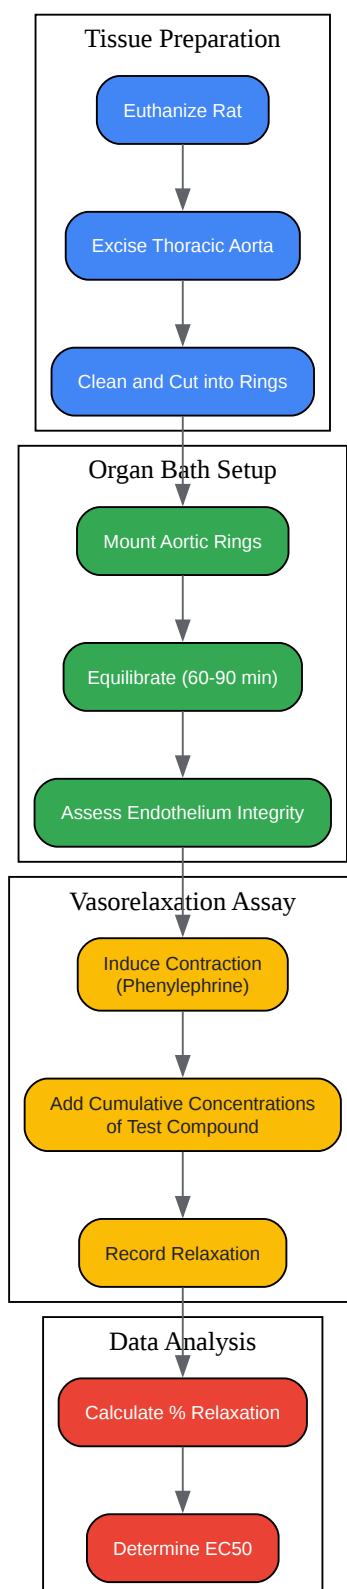 Tissue Preparation
Euthanize Rat
Excise Thoracic Aorta
Clean and Cut into Rings
Organ Bath Setup
Mount Aortic Rings
Equilibrate (60-90 min)
Assess Endothelium Integrity
Vasorelaxation Assay
Induce Contraction
(Phenylephrine)
Add Cumulative Concentrations
of Test Compound
Record Relaxation
Data Analysis
Calculate % Relaxation
Determine EC50